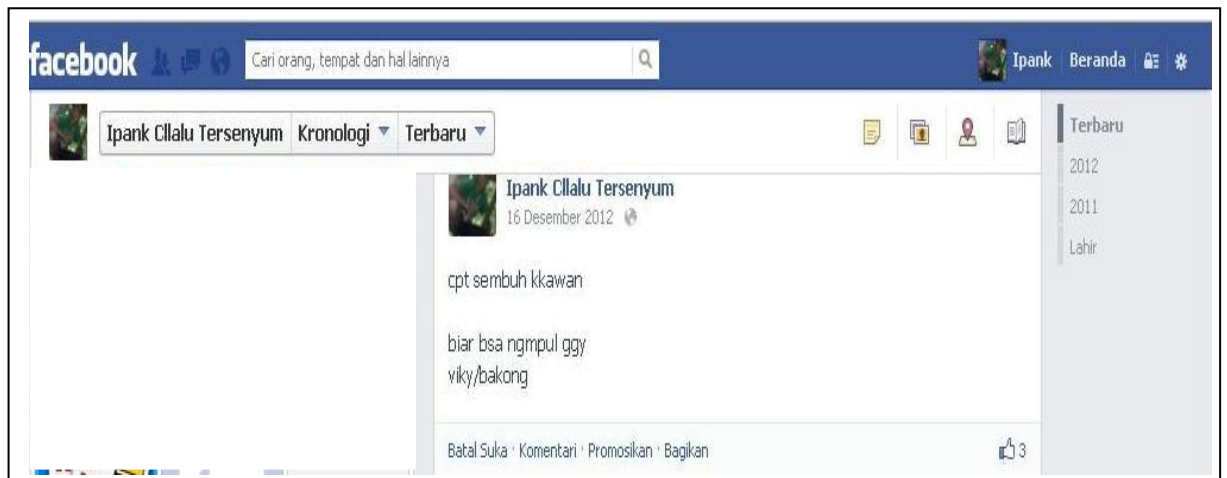 facebook Cari orang, tempat dan hal lainnya Ipank Beranda
Ipank Cllalu Tersenyum Kronologi Terbaru
Terbaru
2012
2011
Lahir
Ipank Cllalu Tersenyum
16 Desember 2012
cpt sembuh kkawan
biar bsa ngmpul ggy
viky/bakong
Batal Suka · Komentari · Promosikan · Bagikan 3